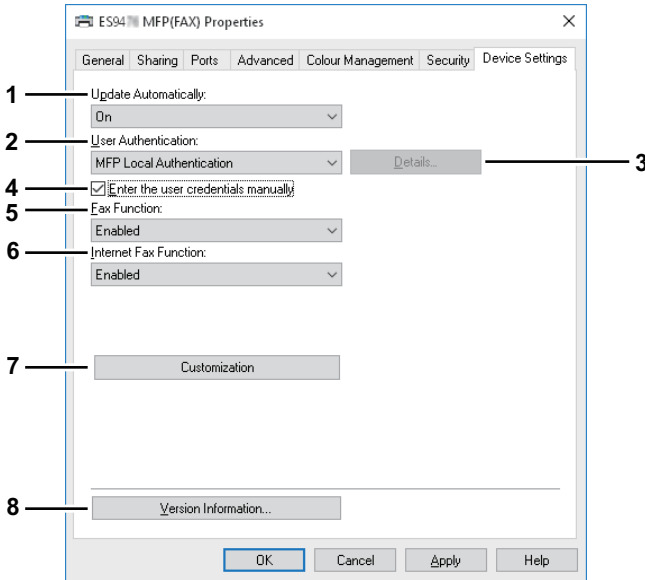 ES947 MFP(FAX) Properties
General Sharing Ports Advanced Colour Management Security Device Settings
1 Update Automatically:
On
2 User Authentication:
MFP Local Authentication Details... 3
4 Enter the user credentials manually
5 Fax Function:
Enabled
6 Internet Fax Function:
Enabled
7 Customization
8 Version Information...
OK Cancel Apply Help